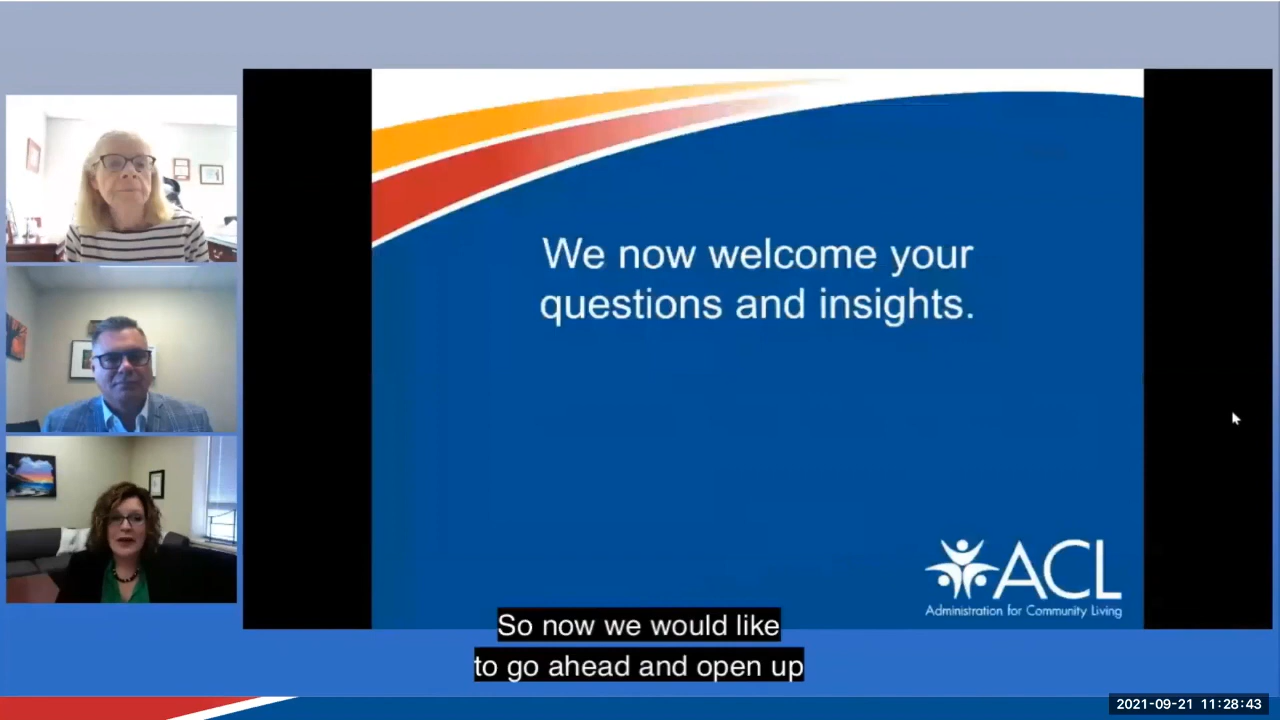 We now welcome your
questions and insights.
ACL
Administration for Community Living
So now we would like
to go ahead and open up
2021-09-21 11:28:43